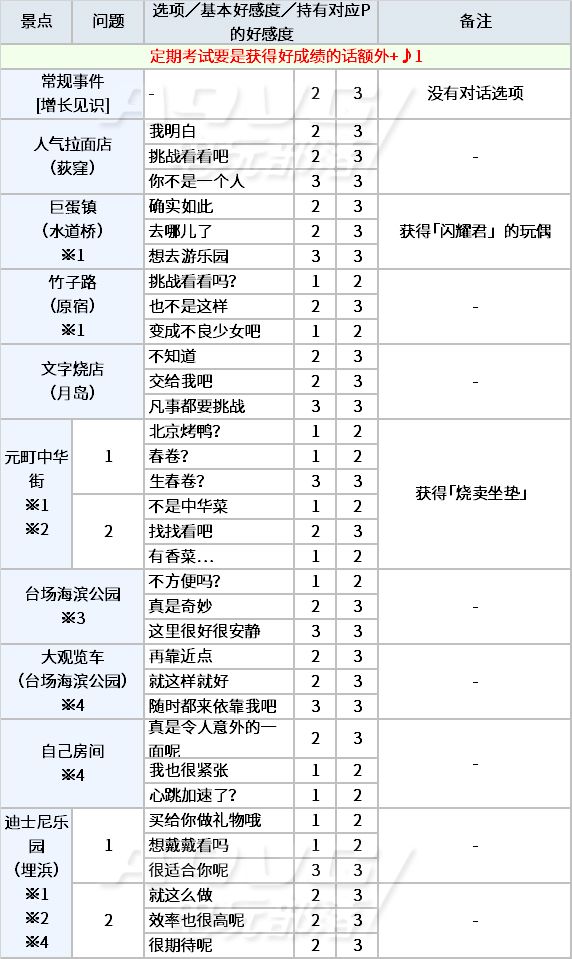 景点 问题 选项／基本好感度／持有对应P的好感度 备注
定期考试要是获得好成绩的话额外+♪1
常规事件 [增长见识] - 2 3 没有对话选项
人气拉面店（荻窪） 我明白 2 3 -
挑战看看吧 2 3
你不是一个人 3 3
巨蛋镇（水道桥）※1 确实如此 2 3 获得「闪耀君」的玩偶
去哪儿了 2 3
想去游乐园 3 3
竹子路（原宿）※1 挑战看看吗? 1 2 -
也不是这样 2 3
变成不良少女吧 1 2
文字烧店（月岛） 不知道 2 3 -
交给我吧 2 3
凡事都要挑战 3 3
元町中华街 ※1 ※2 1 北京烤鸭? 1 2 获得「烧卖坐垫」
春卷? 1 2
生春卷? 3 3
2 不是中华菜 1 2
找找看吧 2 3
有香菜… 1 2
台场海滨公园 ※3 不方便吗? 1 2 -
真是奇妙 2 3
这里很好很安静 3 3
大观览车（台场海滨公园）※4 再靠近点 2 3 -
就这样就好 2 3
随时都来依靠我吧 3 3
自己房间 ※4 真是令人意外的一面呢 2 3 -
我也很紧张 1 2
心跳加速了? 1 2
迪士尼乐园（埋浜）※1 ※2 ※4 1 买给你做礼物哦 1 2 -
想戴戴看吗 1 2
很适合你呢 3 3
2 就这么做 2 3 -
效率也很高呢 2 3
很期待呢 2 3